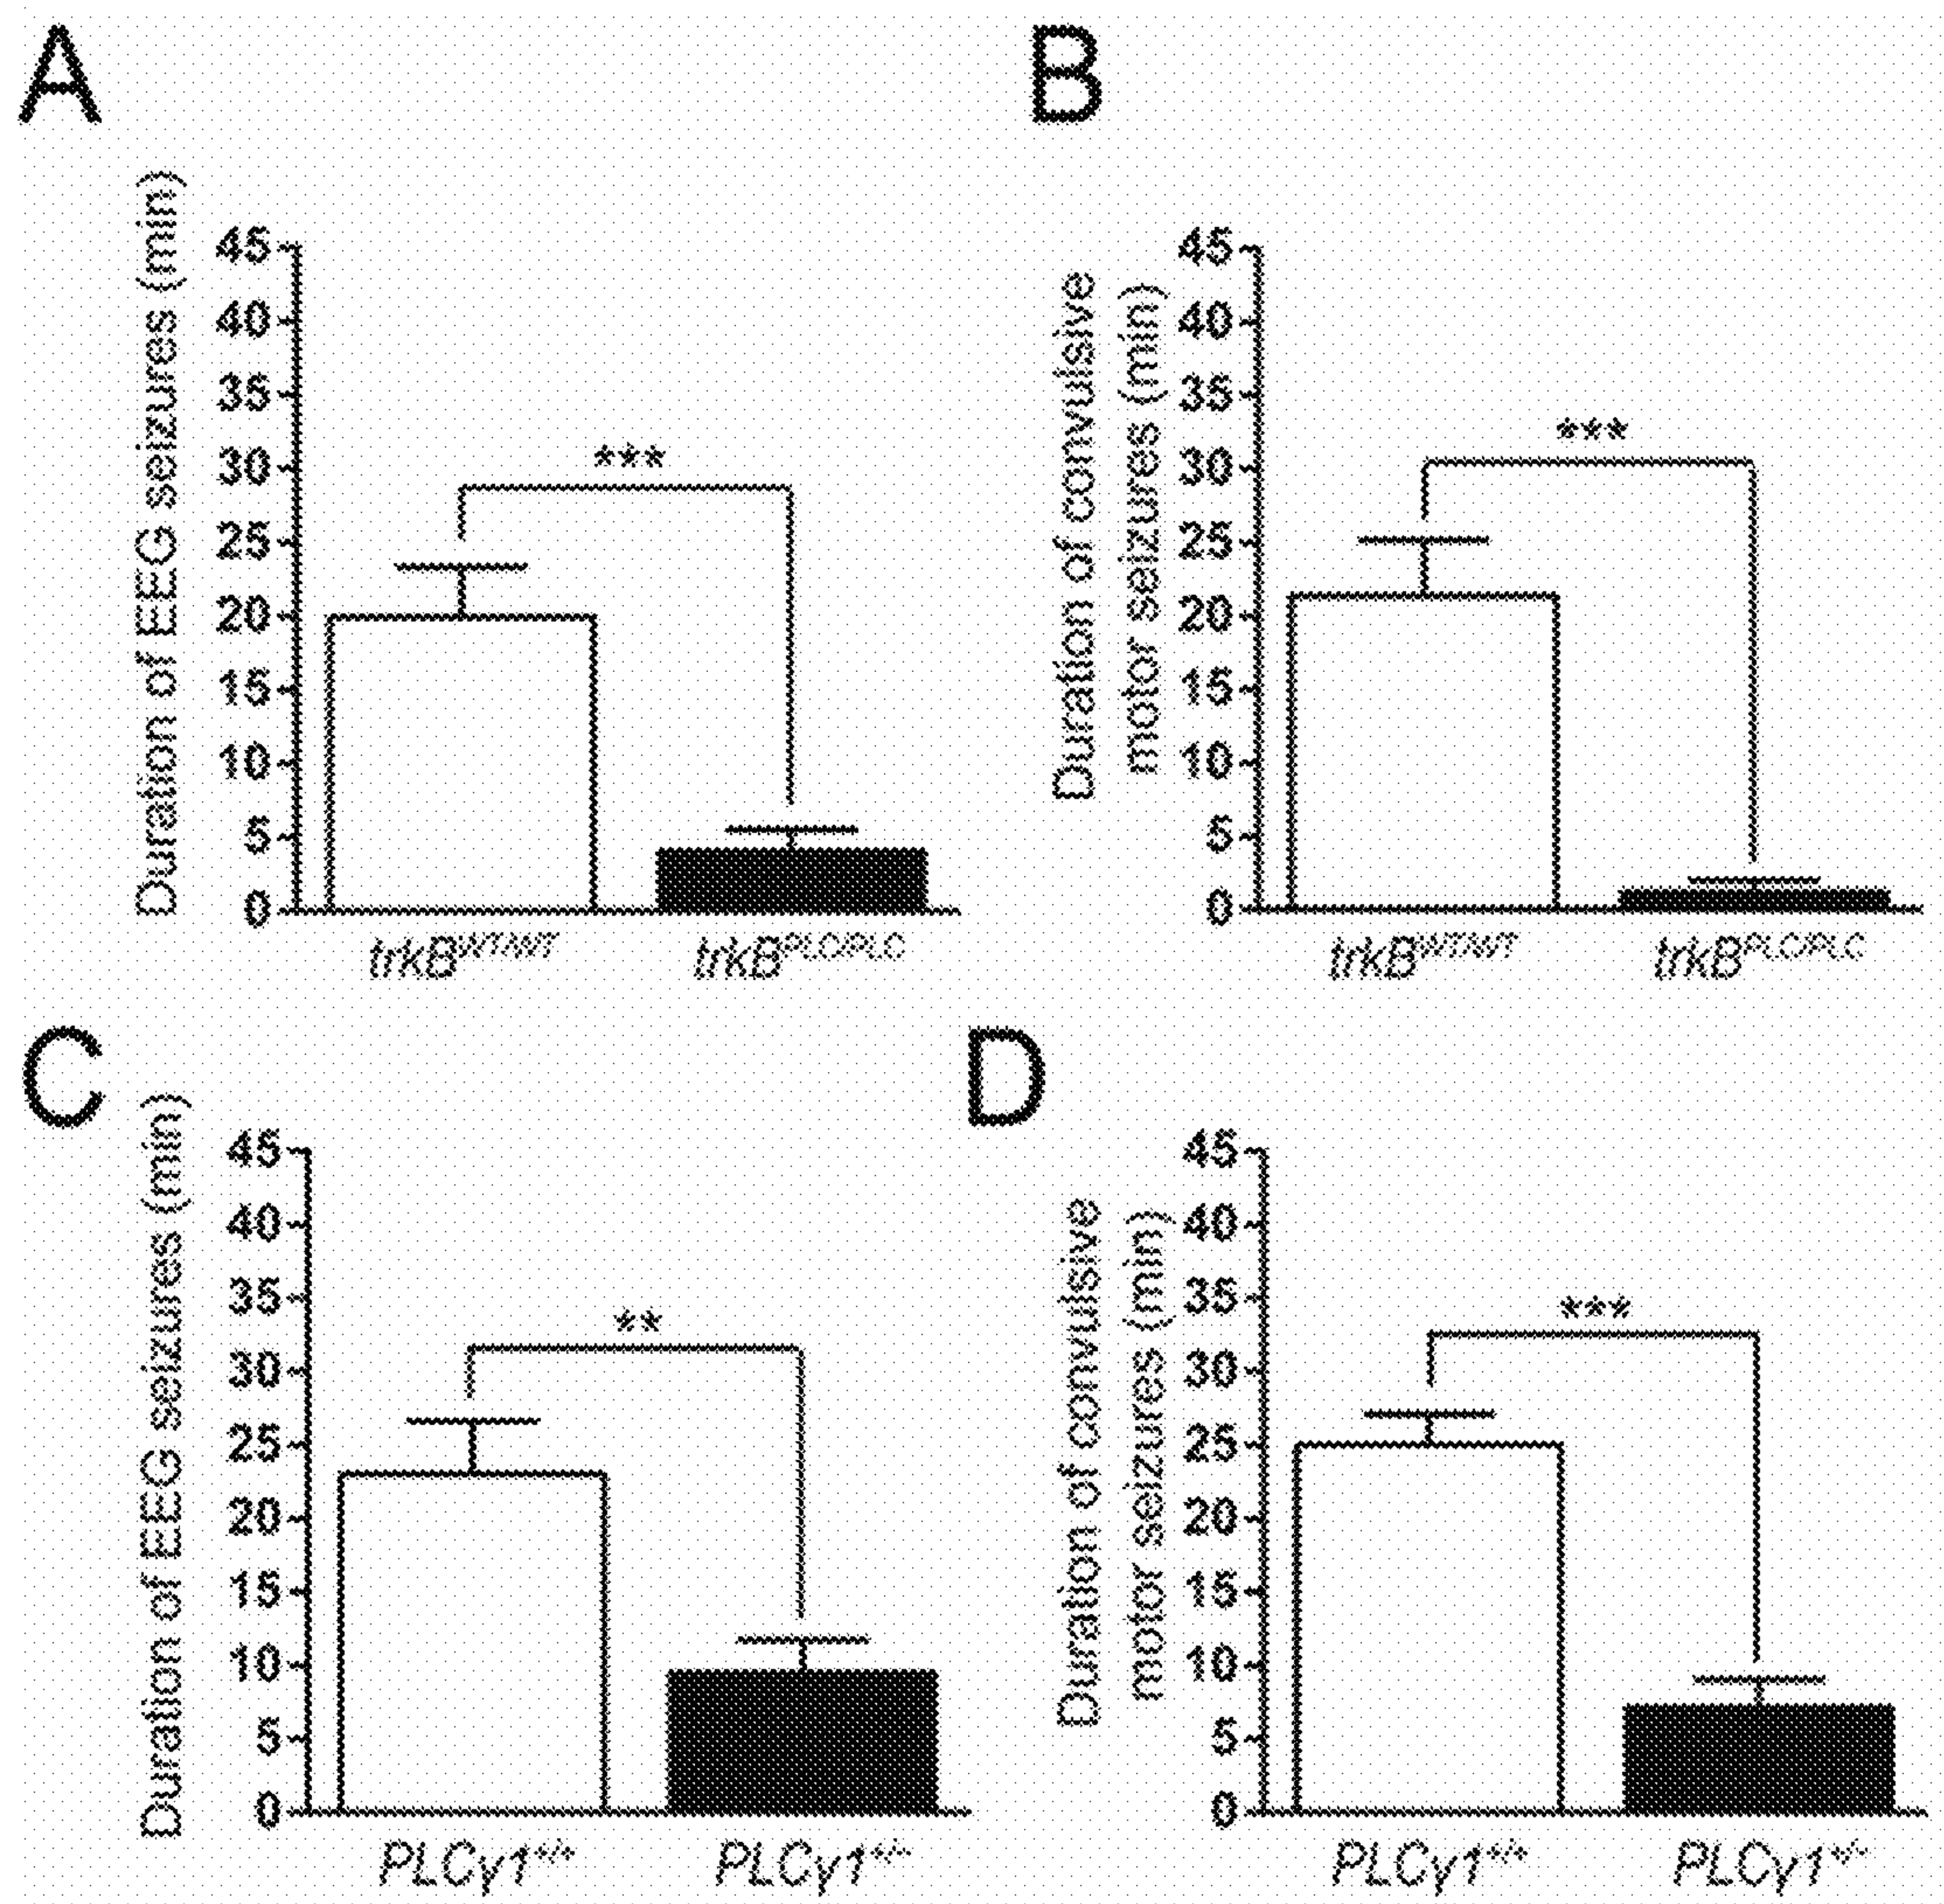 A
Duration of EEG seizures (min)
45
40
35
30
25
20
15
10
5
0
***
trkB^WT/WT
trkB^PLC/PLC
B
Duration of convulsive
motor seizures (min)
45
40
35
30
25
20
15
10
5
0
***
trkB^WT/WT
trkB^PLC/PLC
C
Duration of EEG seizures (min)
45
40
35
30
25
20
15
10
5
0
**
PLCγ1^+/+
PLCγ1^+/-
D
Duration of convulsive
motor seizures (min)
45
40
35
30
25
20
15
10
5
0
***
PLCγ1^+/+
PLCγ1^+/-